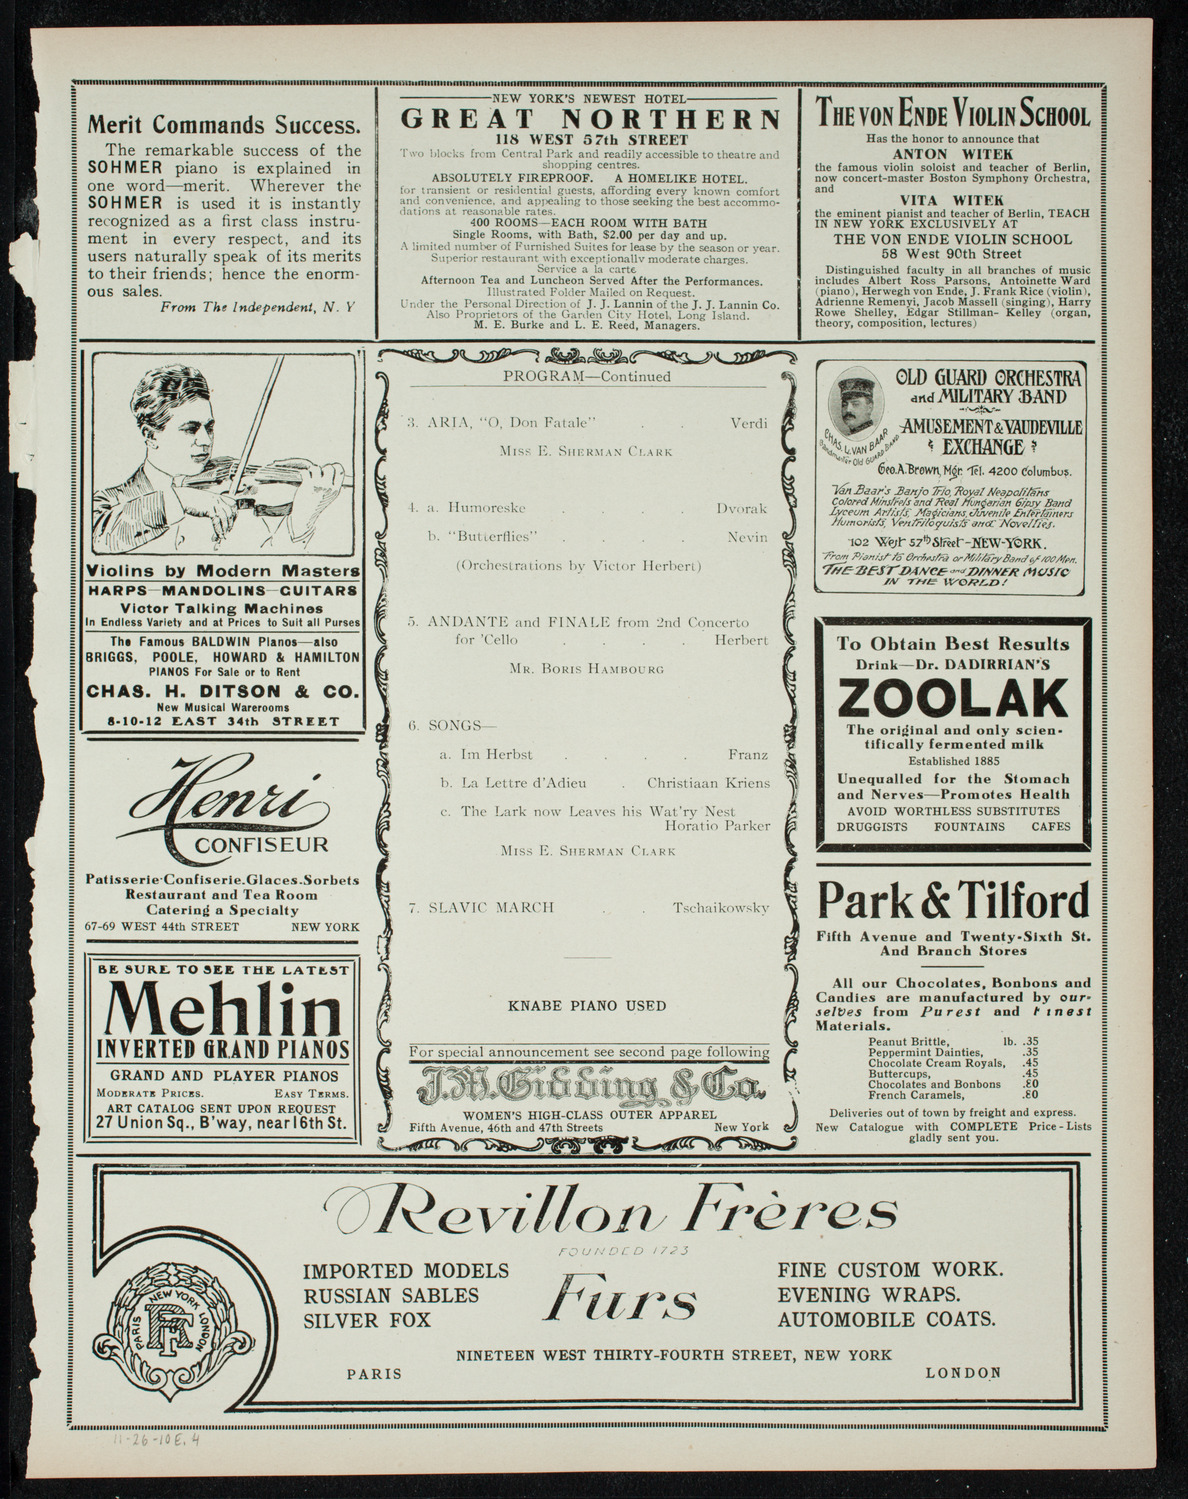 Merit Commands Success.
The remarkable success of the
SOHMER piano is explained in
one word—merit. Wherever the
SOHMER is used it is instantly
recognized as a first class instru-
ment in every respect, and its
users naturally speak of its merits
to their friends; hence the enorm-
ous sales.
From The Independent, N. Y
NEW YORK'S NEWEST HOTEL
GREAT NORTHERN
118 WEST 57th STREET
Two blocks from Central Park and readily accessible to theatre and
shopping centres.
ABSOLUTELY FIREPROOF. A HOMELIKE HOTEL.
for transient or residential guests, affording every known comfort
and convenience, and appealing to those seeking the best accommo-
dations at reasonable rates.
400 ROOMS—EACH ROOM WITH BATH
Single Rooms, with Bath, $2.00 per day and up.
A limited number of Furnished Suites for lease by the season or year.
Superior restaurant with exceptionally moderate charges.
Service a la carte
Afternoon Tea and Luncheon Served After the Performances.
Illustrated Folder Mailed on Request.
Under the Personal Direction of J. J. Lannin of the J. J. Lannin Co.
Also Proprietors of the Garden City Hotel, Long Island.
M. E. Burke and L. E. Reed, Managers.
THE VON ENDE VIOLIN SCHOOL
Has the honor to announce that
ANTON WITEK
the famous violin soloist and teacher of Berlin,
now concert-master Boston Symphony Orchestra,
and
VITA WITEK
the eminent pianist and teacher of Berlin, TEACH
IN NEW YORK EXCLUSIVELY AT
THE VON ENDE VIOLIN SCHOOL
58 West 90th Street
Distinguished faculty in all branches of music
includes Albert Ross Parsons, Antoinette Ward
(piano), Herwegh von Ende, J. Frank Rice (violin),
Adrienne Remenyi, Jacob Massell (singing), Harry
Rowe Shelley, Edgar Stillman- Kelley (organ,
theory, composition, lectures)
Violins by Modern Masters
HARPS—MANDOLINS—GUITARS
Victor Talking Machines
In Endless Variety and at Prices to Suit all Purses
The Famous BALDWIN Pianos—also
BRIGGS, POOLE, HOWARD & HAMILTON
PIANOS For Sale or to Rent
CHAS. H. DITSON & CO.
New Musical Warerooms
8-10-12 EAST 34th STREET
Henri
CONFISEUR
Patisserie-Confiserie.Glaces.Sorbets
Restaurant and Tea Room
Catering a Specialty
67-69 WEST 44th STREET NEW YORK
BE SURE TO SEE THE LATEST
Mehlin
INVERTED GRAND PIANOS
GRAND AND PLAYER PIANOS
MODERATE PRICES. EASY TERMS.
ART CATALOG SENT UPON REQUEST
27 Union Sq., B'way, near 16th St.
PROGRAM—Continued
3. ARIA, "O, Don Fatale" . . Verdi
MISS E. SHERMAN CLARK
4. a. Humoreske . . . . . Dvorak
b. "Butterflies" . . . . Nevin
(Orchestrations by Victor Herbert)
5. ANDANTE and FINALE from 2nd Concerto
for 'Cello . . . . Herbert
MR. BORIS HAMBOURG
6. SONGS—
a. Im Herbst . . . . Franz
b. La Lettre d'Adieu . Christiaan Kriens
c. The Lark now Leaves his Wat'ry Nest
Horatio Parker
MISS E. SHERMAN CLARK
7. SLAVIC MARCH . . Tschaikowsky
KNABE PIANO USED
For special announcement see second page following
J.M. Gidding & Co.
WOMEN'S HIGH-CLASS OUTER APPAREL
Fifth Avenue, 46th and 47th Streets New York
CHAS. L. VAN BAAR
Bandmaster Old GUARD BAND
OLD GUARD ORCHESTRA
and MILITARY BAND
AMUSEMENT & VAUDEVILLE
EXCHANGE
Geo. A. Brown, Mgr. Tel. 4200 Columbus.
Van Baar's Banjo Trio, Royal Neapolitans
Colored Minstrels and Real Hungarian Gipsy Band
Lyceum Artists, Magicians, Juvenile Entertainers
Humorists, Ventriloquists and Novelties.
102 West 57th Street—NEW-YORK.
From Pianist to Orchestra or Military Band of 100 Men.
THE BEST DANCE and DINNER MUSIC
IN THE WORLD!
To Obtain Best Results
Drink—Dr. DADIRRIAN'S
ZOOLAK
The original and only scien-
tifically fermented milk
Established 1885
Unequalled for the Stomach
and Nerves—Promotes Health
AVOID WORTHLESS SUBSTITUTES
DRUGGISTS FOUNTAINS CAFES
Park & Tilford
Fifth Avenue and Twenty-Sixth St.
And Branch Stores
All our Chocolates, Bonbons and
Candies are manufactured by our-
selves from Purest and Finest
Materials.
Peanut Brittle, lb. .35
Peppermint Dainties, .35
Chocolate Cream Royals, .45
Buttercups, .45
Chocolates and Bonbons .80
French Caramels, .80
Deliveries out of town by freight and express.
New Catalogue with COMPLETE Price-Lists
gladly sent you.
Revillon Frères
FOUNDED 1723
IMPORTED MODELS
RUSSIAN SABLES
SILVER FOX
Furs
FINE CUSTOM WORK.
EVENING WRAPS.
AUTOMOBILE COATS.
NINETEEN WEST THIRTY-FOURTH STREET, NEW YORK
PARIS LONDON
PARIS NEW YORK LONDON
RF
11-26-10E. 4